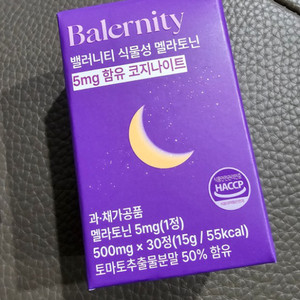 Balernity
밸러니티 식물성 멜라토닌
5mg 함유 코지나이트
HACCP
과·채가공품
멜라토닌 5mg(1정)
500mg × 30정(15g / 55kcal)
토마토추출물분말 50% 함유